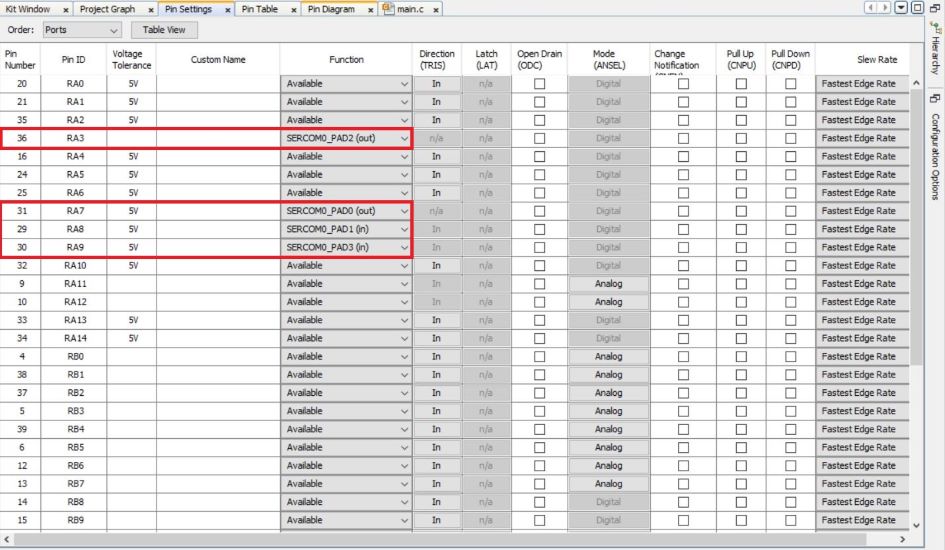 Kit Window x Project Graph x Pin Settings x Pin Table x Pin Diagram x main.c x
Order: Ports Table View
Pin Number Pin ID Voltage Tolerance Custom Name Function Direction (TRIS) Latch (LAT) Open Drain (ODC) Mode (ANSEL) Change Notification Pull Up (CNPU) Pull Down (CNPD) Slew Rate
20 RA0 5V Available In n/a Digital Fastest Edge Rate
21 RA1 5V Available In n/a Digital Fastest Edge Rate
35 RA2 5V Available In n/a Digital Fastest Edge Rate
36 RA3 SERCOM0_PAD2 (out) n/a n/a Digital Fastest Edge Rate
16 RA4 5V Available In n/a Digital Fastest Edge Rate
24 RA5 5V Available In n/a Digital Fastest Edge Rate
25 RA6 5V Available In n/a Digital Fastest Edge Rate
31 RA7 5V SERCOM0_PAD0 (out) n/a n/a Digital Fastest Edge Rate
29 RA8 5V SERCOM0_PAD1 (in) In n/a Digital Fastest Edge Rate
30 RA9 5V SERCOM0_PAD3 (in) In n/a Digital Fastest Edge Rate
32 RA10 5V Available In n/a Digital Fastest Edge Rate
9 RA11 Available In n/a Analog Fastest Edge Rate
10 RA12 Available In n/a Analog Fastest Edge Rate
33 RA13 5V Available In n/a Digital Fastest Edge Rate
34 RA14 5V Available In n/a Digital Fastest Edge Rate
4 RB0 Available In n/a Analog Fastest Edge Rate
38 RB1 Available In n/a Analog Fastest Edge Rate
37 RB2 Available In n/a Analog Fastest Edge Rate
5 RB3 Available In n/a Analog Fastest Edge Rate
39 RB4 Available In n/a Analog Fastest Edge Rate
6 RB5 Available In n/a Analog Fastest Edge Rate
12 RB6 Available In n/a Analog Fastest Edge Rate
13 RB7 Available In n/a Analog Fastest Edge Rate
14 RB8 Available In n/a Digital Fastest Edge Rate
15 RB9 Available In n/a Digital Fastest Edge Rate
Hierarchy
Configuration Options